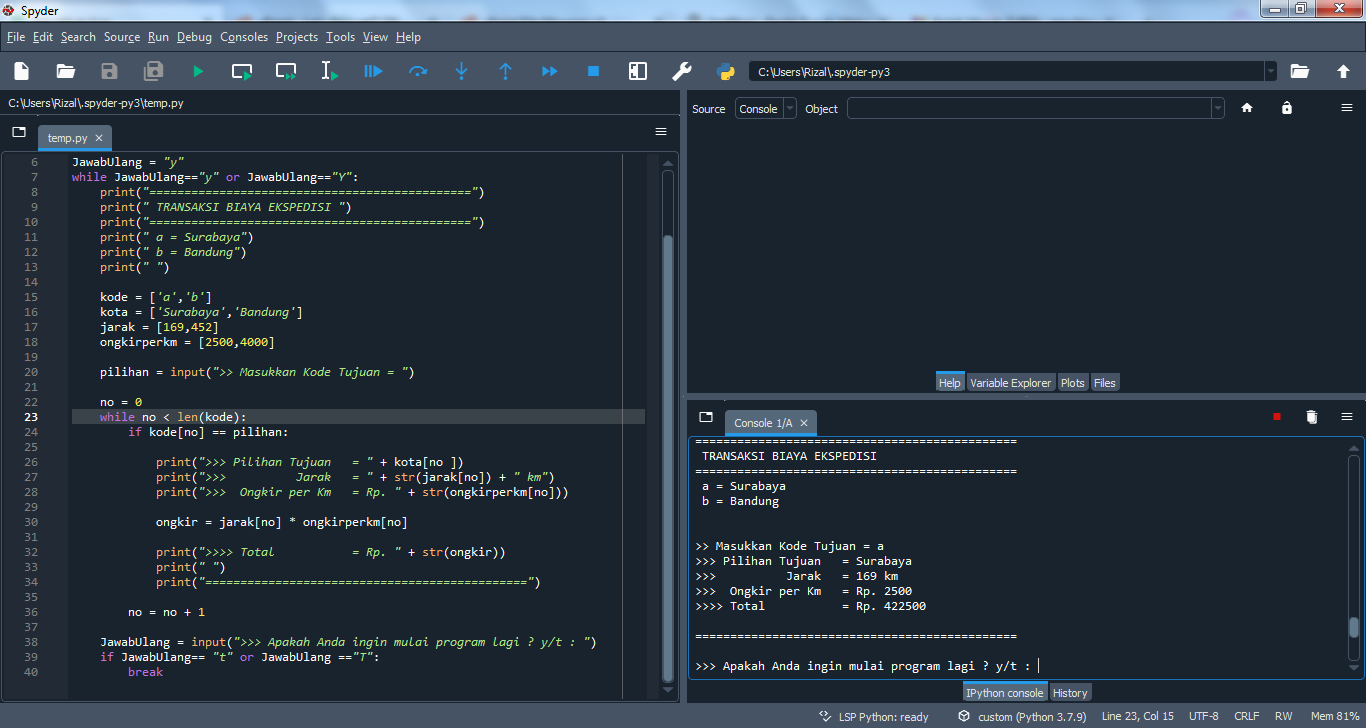 Spyder
File Edit Search Source Run Debug Consoles Projects Tools View Help
C:\Users\Rizal\.spyder-py3
C:\Users\Rizal\.spyder-py3\temp.py
temp.py
6 JawabUlang = "y"
7 while JawabUlang=="y" or JawabUlang=="Y":
8 print("==============================================")
9 print(" TRANSAKSI BIAYA EKSPEDISI ")
10 print("==============================================")
11 print(" a = Surabaya")
12 print(" b = Bandung")
13 print(" ")
14
15 kode = ['a','b']
16 kota = ['Surabaya','Bandung']
17 jarak = [169,452]
18 ongkirperkm = [2500,4000]
19
20 pilihan = input(">> Masukkan Kode Tujuan = ")
21
22 no = 0
23 while no < len(kode):
24 if kode[no] == pilihan:
25
26 print(">>> Pilihan Tujuan   = " + kota[no ])
27 print(">>>          Jarak   = " + str(jarak[no]) + " km")
28 print(">>>  Ongkir per Km   = Rp. " + str(ongkirperkm[no]))
29
30 ongkir = jarak[no] * ongkirperkm[no]
31
32 print(">>>> Total           = Rp. " + str(ongkir))
33 print(" ")
34 print("==============================================")
35
36 no = no + 1
37
38 JawabUlang = input(">>> Apakah Anda ingin mulai program lagi ? y/t : ")
39 if JawabUlang== "t" or JawabUlang =="T":
40 break
Source Console Object
Help Variable Explorer Plots Files
Console 1/A
==============================================
TRANSAKSI BIAYA EKSPEDISI
==============================================
a = Surabaya
b = Bandung
>> Masukkan Kode Tujuan = a
>>> Pilihan Tujuan   = Surabaya
>>>          Jarak   = 169 km
>>>  Ongkir per Km   = Rp. 2500
>>>> Total           = Rp. 422500
==============================================
>>> Apakah Anda ingin mulai program lagi ? y/t :
IPython console History
LSP Python: ready custom (Python 3.7.9) Line 23, Col 15 UTF-8 CRLF RW Mem 81%